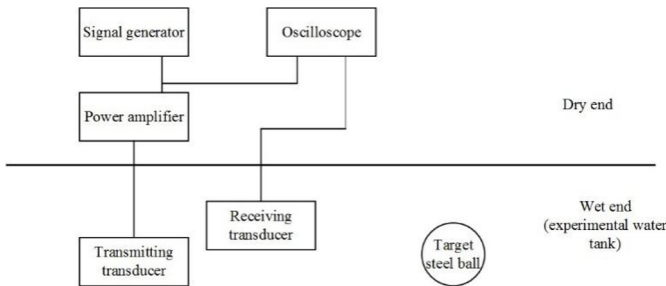 Signal generator
Oscilloscope
Power amplifier
Dry end
Receiving
transducer
Wet end
(experimental water
tank)
Transmitting
transducer
Target
steel ball